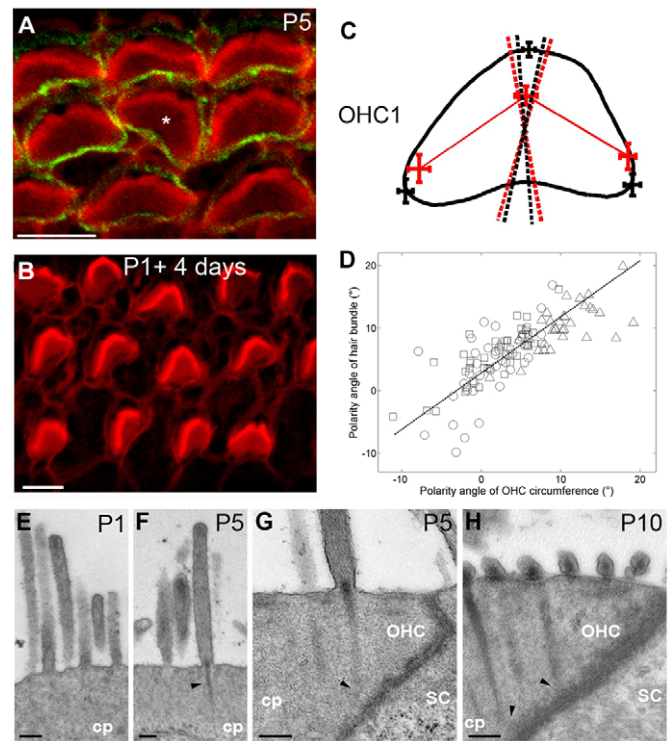 A P5
*
B P1+ 4 days
C
OHC1
D
20
10
0
-10
Polarity angle of hair bundle (°)
-10 0 10 20
Polarity angle of OHC circumference (°)
E P1
cp
F P5
cp
G P5
OHC
cp
SC
H P10
OHC
cp
SC